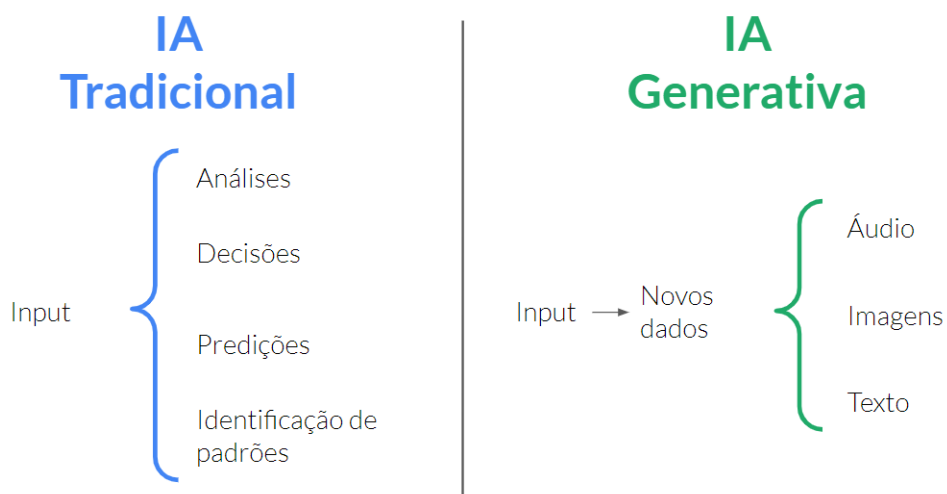 IA
Tradicional
Input
Análises
Decisões
Predições
Identificação de
padrões
IA
Generativa
Input
Novos
dados
Áudio
Imagens
Texto